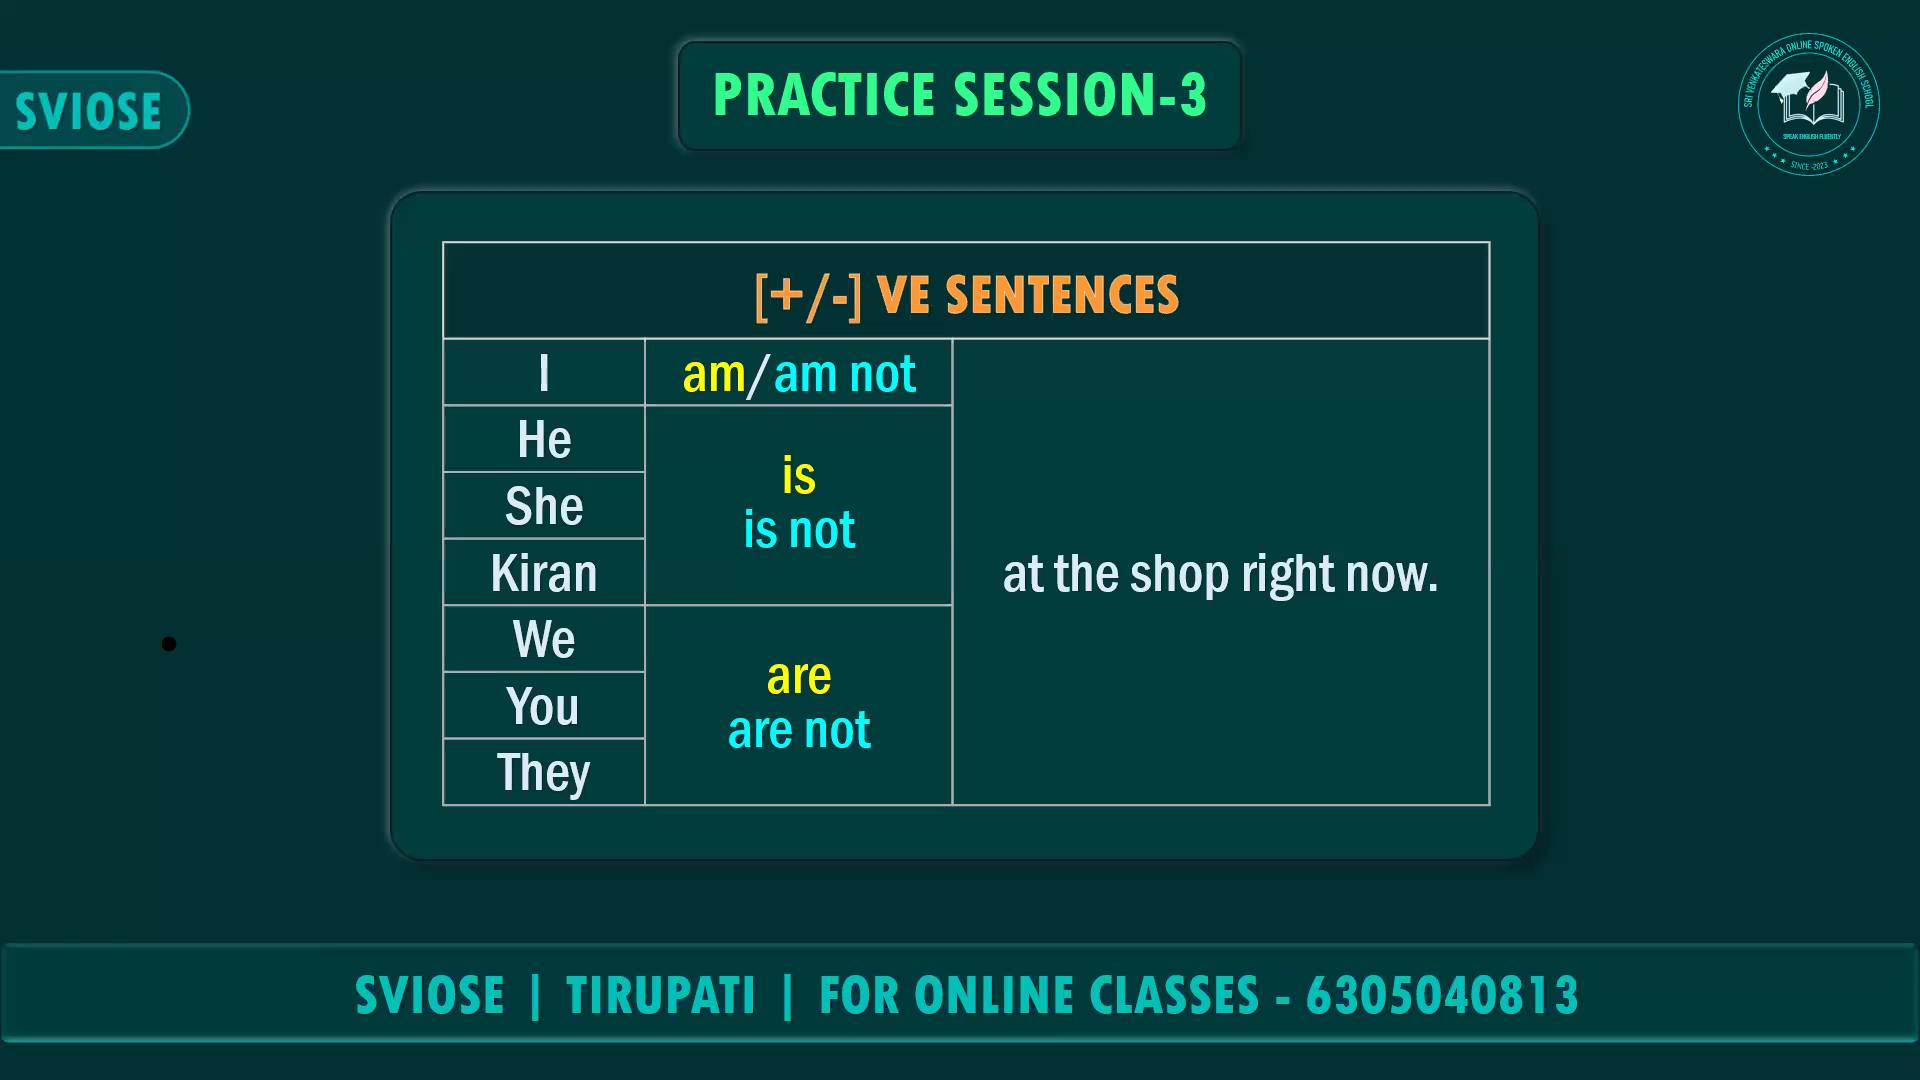 PRACTICE SESSION-3
SVIOSE
SRI VENKATESWARA ONLINE SPOKEN ENGLISH SCHOOL
SPEAK ENGLISH FLUENTLY
SINCE-2023
[+/-] VE SENTENCES
I
am/am not
He
She
Kiran
is
is not
at the shop right now.
We
You
They
are
are not
SVIOSE | TIRUPATI | FOR ONLINE CLASSES - 6305040813